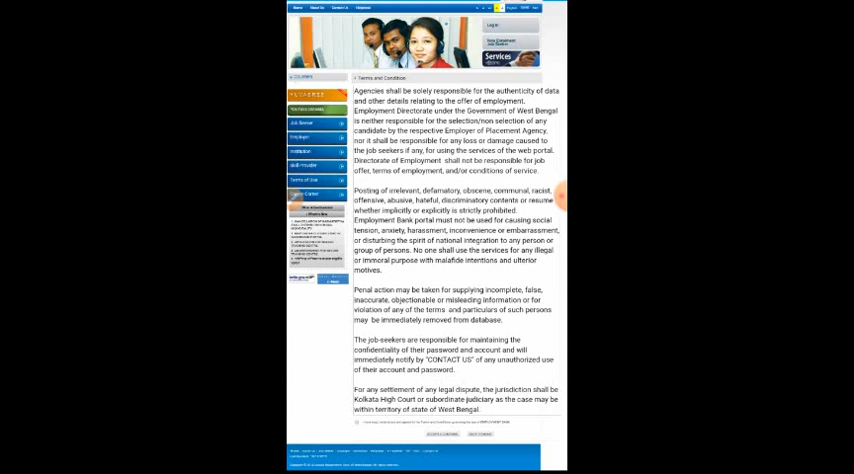 Home About Us Contact Us Helpdesk
English
Log In
New Enrolment
Job Seeker
Services
Terms and Condition
Agencies shall be solely responsible for the authenticity of data
and other details relating to the offer of employment.
Employment Directorate under the Government of West Bengal
is neither responsible for the selection/non selection of any
candidate by the respective Employer of Placement Agency,
nor it shall be responsible for any loss or damage caused to
the job seekers if any, for using the services of the web portal.
Directorate of Employment shall not be responsible for job
offer, terms of employment, and/or conditions of service.
Posting of irrelevant, defamatory, obscene, communal, racist,
offensive, abusive, hateful, discriminatory contents or resume
whether implicitly or explicitly is strictly prohibited.
Employment Bank portal must not be used for causing social
tension, anxiety, harassment, inconvenience or embarrassment,
or disturbing the spirit of national integration to any person or
group of persons. No one shall use the services for any illegal
or immoral purpose with malafide intentions and ulterior
motives.
Penal action may be taken for supplying incomplete, false,
inaccurate, objectionable or misleading information or for
violation of any of the terms and particulars of such persons
may be immediately removed from database.
The job-seekers are responsible for maintaining the
confidentiality of their password and account and will
immediately notify by "CONTACT US" of any unauthorized use
of their account and password.
For any settlement of any legal dispute, the jurisdiction shall be
Kolkata High Court or subordinate judiciary as the case may be
within territory of state of West Bengal.
Job Seeker
Employer
Institution
Skill Provider
Terms of Use